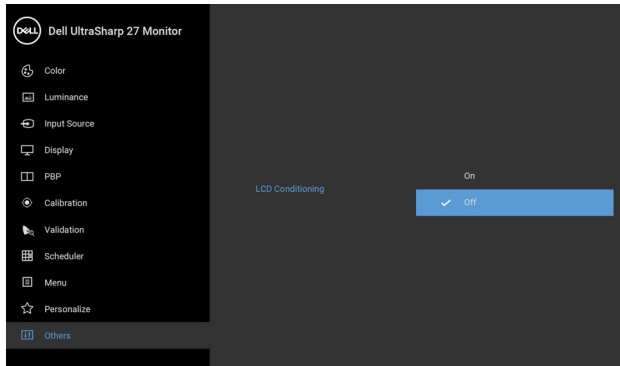 DELL Dell UltraSharp 27 Monitor
Color
Luminance
Input Source
Display
PBP
Calibration
Validation
Scheduler
Menu
Personalize
Others
LCD Conditioning
On
Off